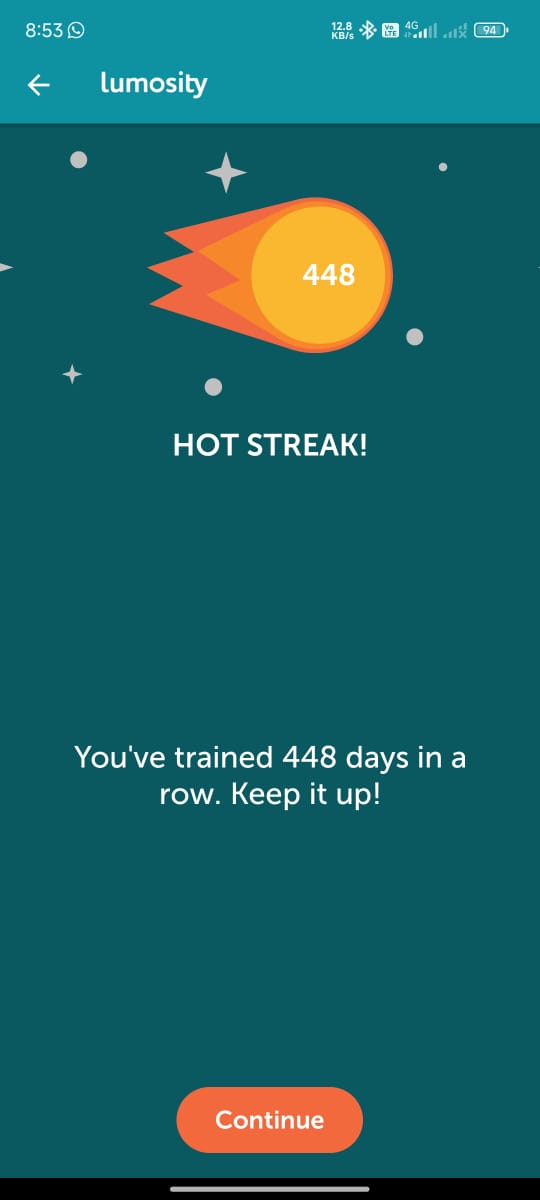 8:53
12.8
KB/s
Vo
LTE
4G
94
lumosity
448
HOT STREAK!
You've trained 448 days in a
row. Keep it up!
Continue